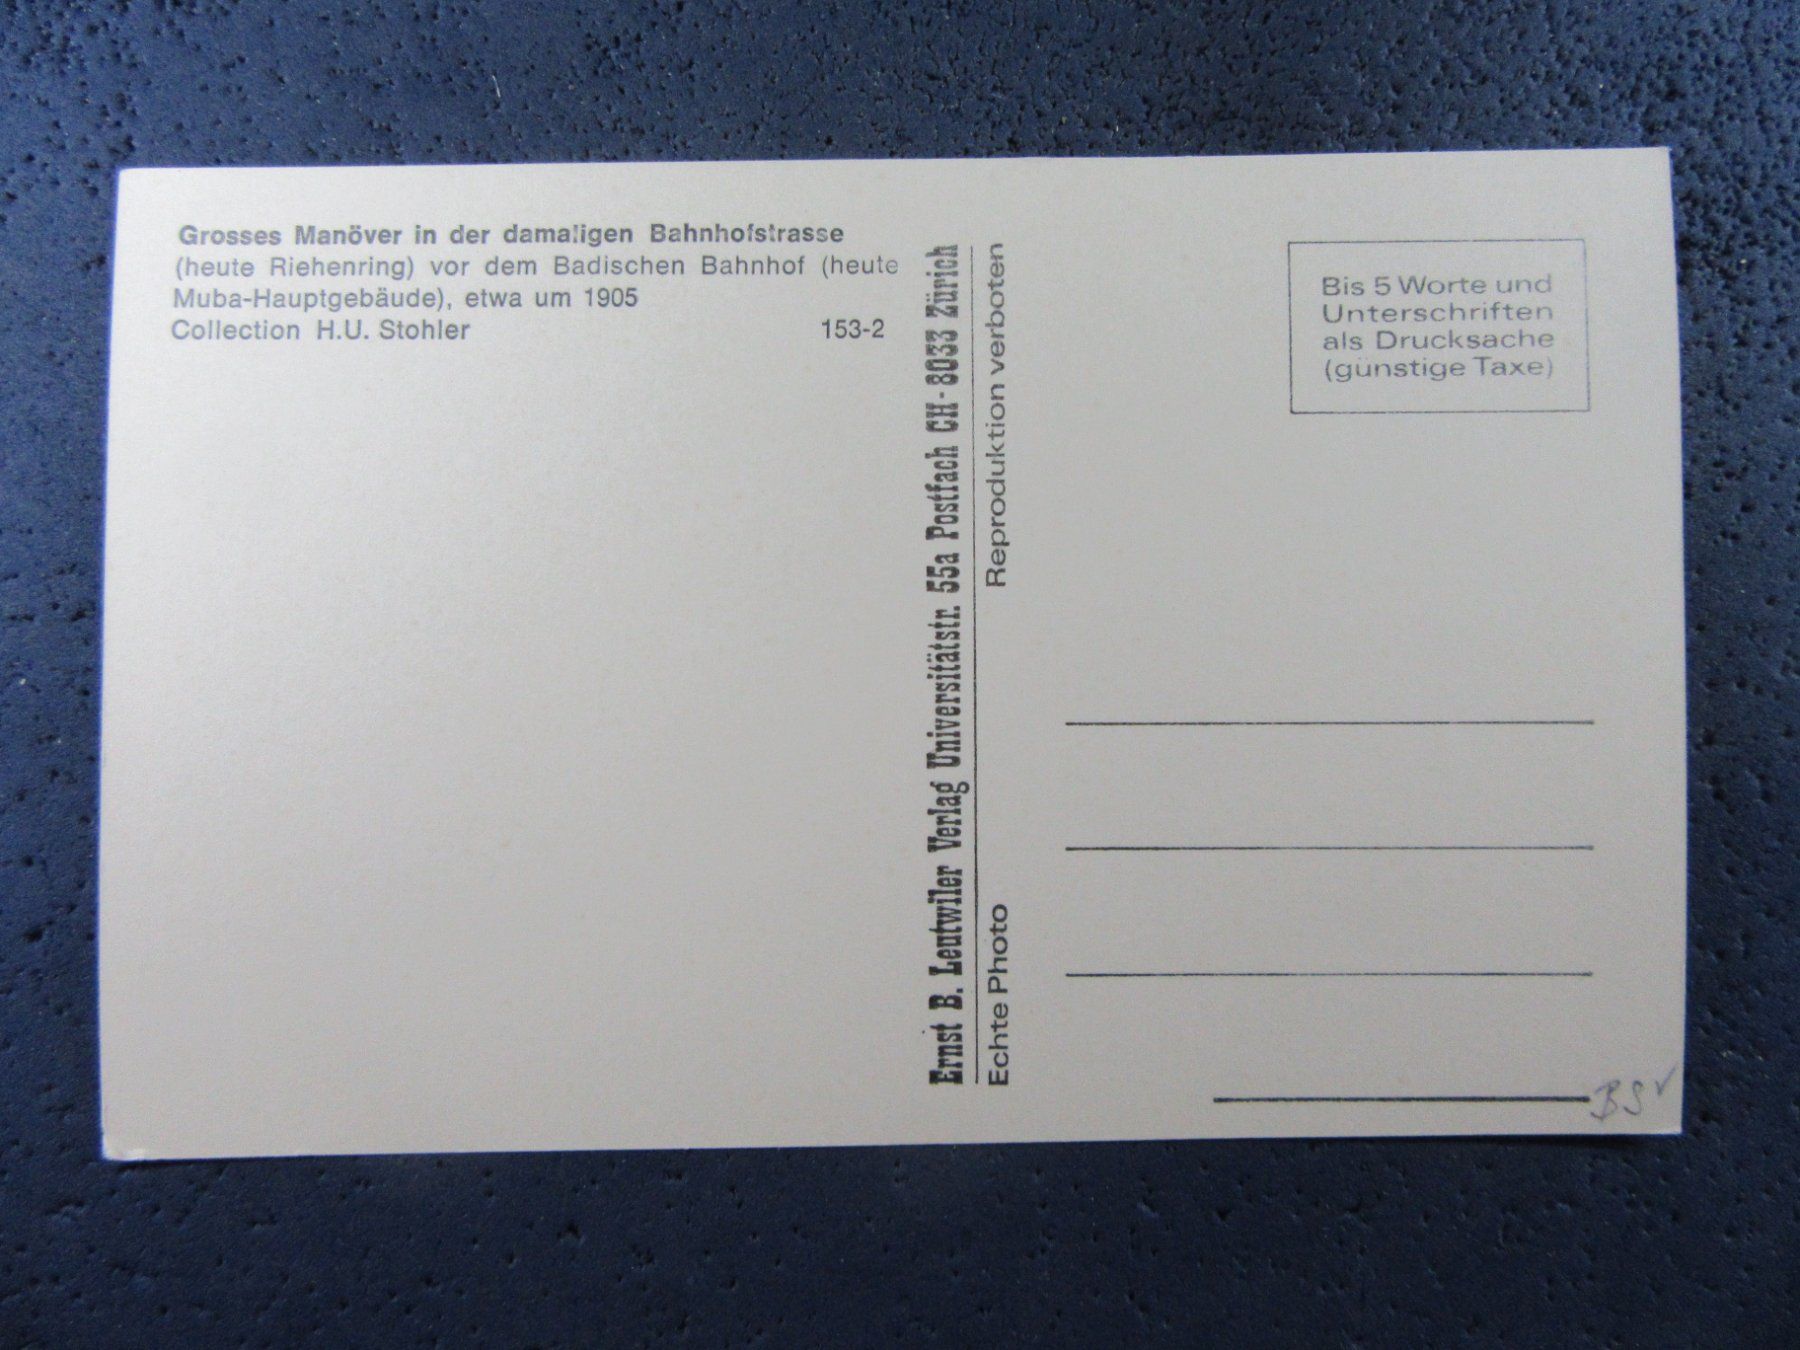 Grosses Manöver in der damaligen Bahnhofstrasse
(heute Riehenring) vor dem Badischen Bahnhof (heute
Muba-Hauptgebäude), etwa um 1905
Collection H.U. Stohler 153-2
Ernst B. Leutwiler Verlag Universitätstr. 55a Postfach CH-8033 Zürich
Echte Photo Reproduktion verboten
Bis 5 Worte und
Unterschriften
als Drucksache
(günstige Taxe)
BS√